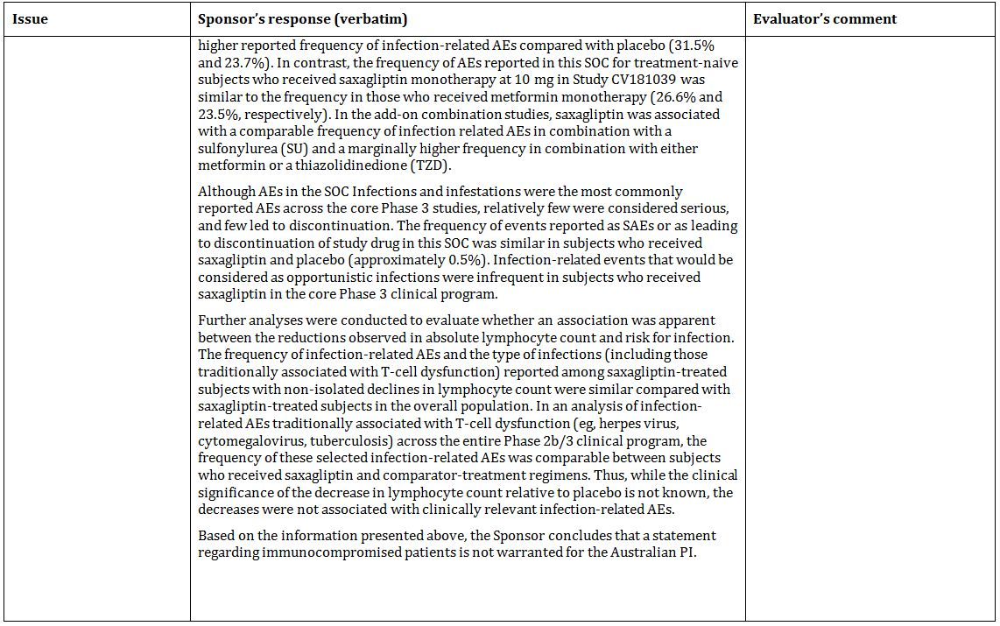 Issue
Sponsor's response (verbatim)
Evaluator's comment
higher reported frequency of infection-related AEs compared with placebo (31.5%
and 23.7%). In contrast, the frequency of AEs reported in this SOC for treatment-naive
subjects who received saxagliptin monotherapy at 10 mg in Study CV181039 was
similar to the frequency in those who received metformin monotherapy (26.6% and
23.5%, respectively). In the add-on combination studies, saxagliptin was associated
with a comparable frequency of infection related AEs in combination with a
sulfonylurea (SU) and a marginally higher frequency in combination with either
metformin or a thiazolidinedione (TZD).
Although AEs in the SOC Infections and infestations were the most commonly
reported AEs across the core Phase 3 studies, relatively few were considered serious,
and few led to discontinuation. The frequency of events reported as SAEs or as leading
to discontinuation of study drug in this SOC was similar in subjects who received
saxagliptin and placebo (approximately 0.5%). Infection-related events that would be
considered as opportunistic infections were infrequent in subjects who received
saxagliptin in the core Phase 3 clinical program.
Further analyses were conducted to evaluate whether an association was apparent
between the reductions observed in absolute lymphocyte count and risk for infection.
The frequency of infection-related AEs and the type of infections (including those
traditionally associated with T-cell dysfunction) reported among saxagliptin-treated
subjects with non-isolated declines in lymphocyte count were similar compared with
saxagliptin-treated subjects in the overall population. In an analysis of infection-
related AEs traditionally associated with T-cell dysfunction (eg, herpes virus,
cytomegalovirus, tuberculosis) across the entire Phase 2b/3 clinical program, the
frequency of these selected infection-related AEs was comparable between subjects
who received saxagliptin and comparator-treatment regimens. Thus, while the clinical
significance of the decrease in lymphocyte count relative to placebo is not known, the
decreases were not associated with clinically relevant infection-related AEs.
Based on the information presented above, the Sponsor concludes that a statement
regarding immunocompromised patients is not warranted for the Australian PI.